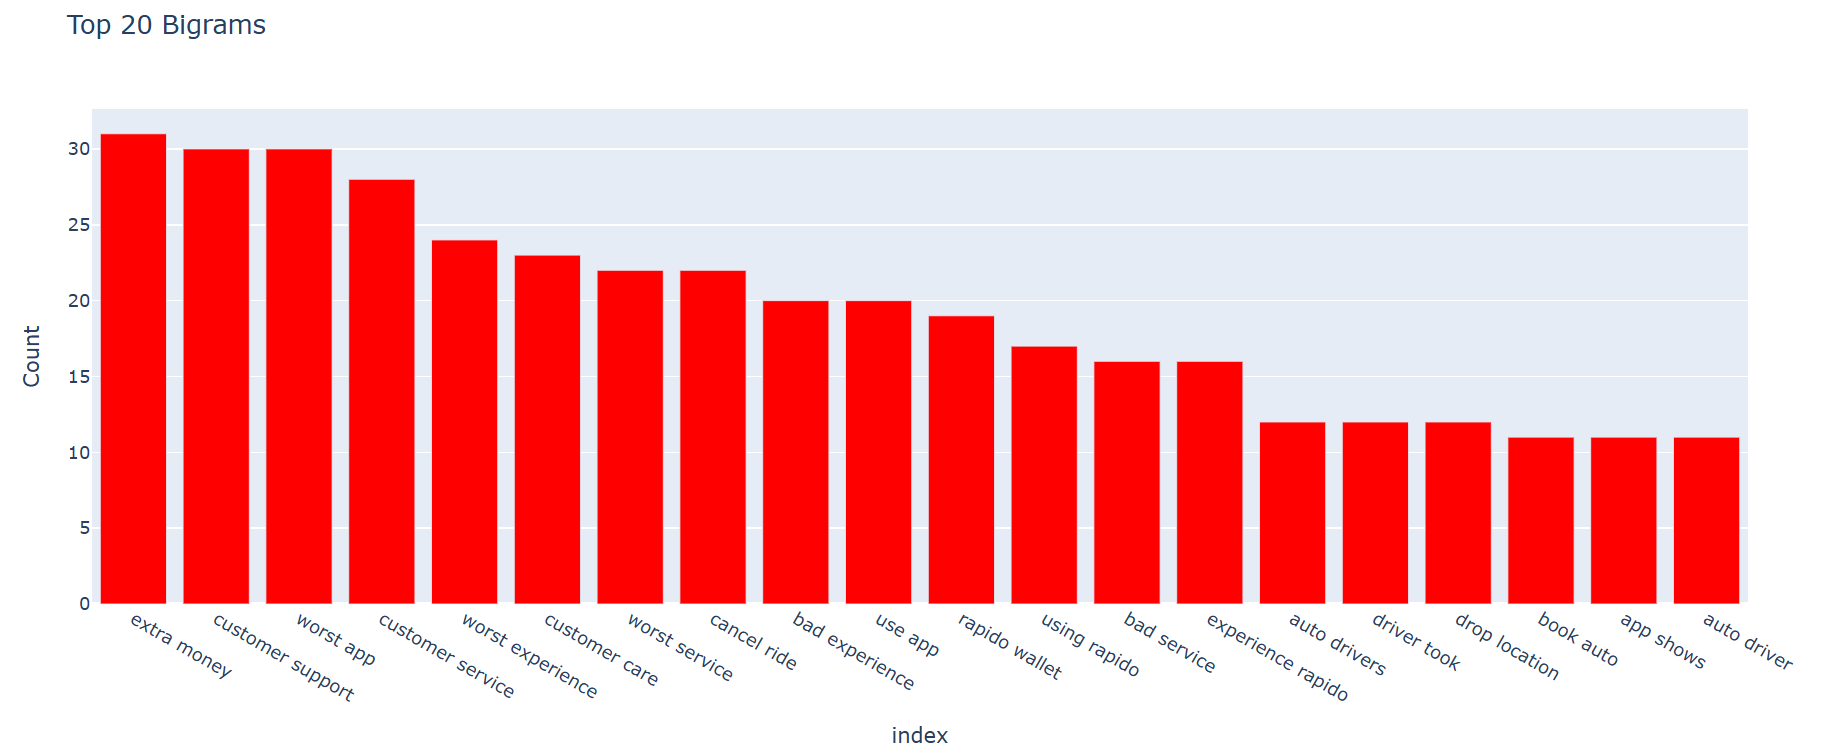 Top 20 Bigrams
Count
30
25
20
15
10
5
0
extra money
customer support
worst app
customer service
worst experience
customer care
worst service
cancel ride
bad experience
use app
rapido wallet
using rapido
bad service
experience rapido
auto drivers
driver took
drop location
book auto
app shows
auto driver
index